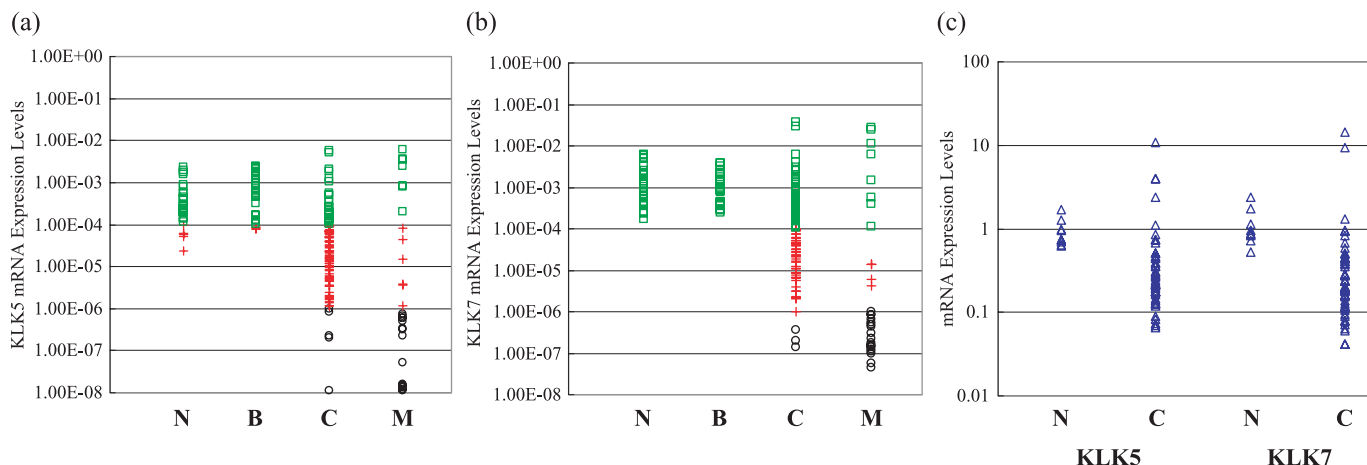 (a)
KLK5 mRNA Expression Levels
1.00E+00
1.00E-01
1.00E-02
1.00E-03
1.00E-04
1.00E-05
1.00E-06
1.00E-07
1.00E-08
N B C M
(b)
KLK7 mRNA Expression Levels
1.00E+00
1.00E-01
1.00E-02
1.00E-03
1.00E-04
1.00E-05
1.00E-06
1.00E-07
1.00E-08
N B C M
(c)
mRNA Expression Levels
100
10
1
0.1
0.01
N C N C
KLK5 KLK7